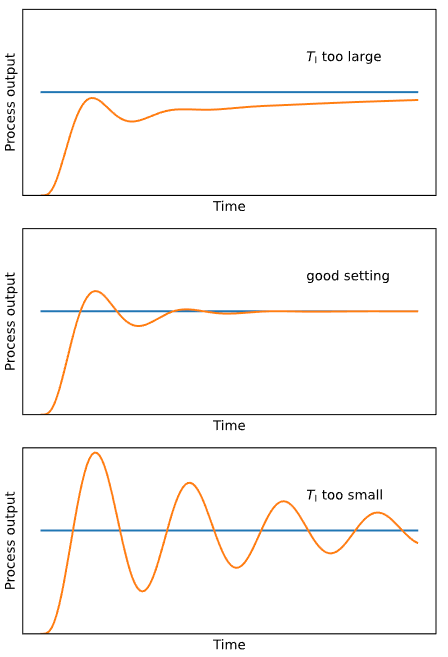 Process output
T_I too large
Time
Process output
good setting
Time
Process output
T_I too small
Time